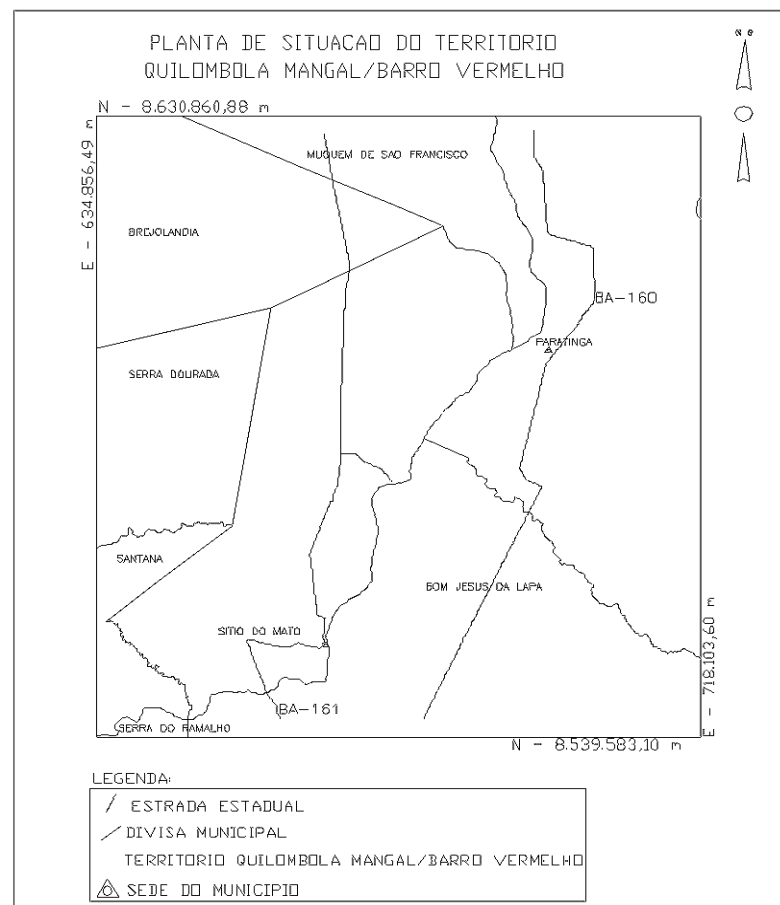 PLANTA DE SITUACAO DO TERRITORIO
QUILOMBOLA MANGAL/BARRO VERMELHO
N - 8.630.860,88 m
E - 634.856,49 m
MUQUEM DE SAO FRANCISCO
BREJOLANDIA
BA-160
PARATINGA
SERRA DOURADA
SANTANA
BOM JESUS DA LAPA
SITIO DO MATO
BA-161
SERRA DO RAMALHO
E - 718.103,60 m
N - 8.539.583,10 m
LEGENDA:
ESTRADA ESTADUAL
DIVISA MUNICIPAL
TERRITORIO QUILOMBOLA MANGAL/BARRO VERMELHO
SEDE DO MUNICIPIO